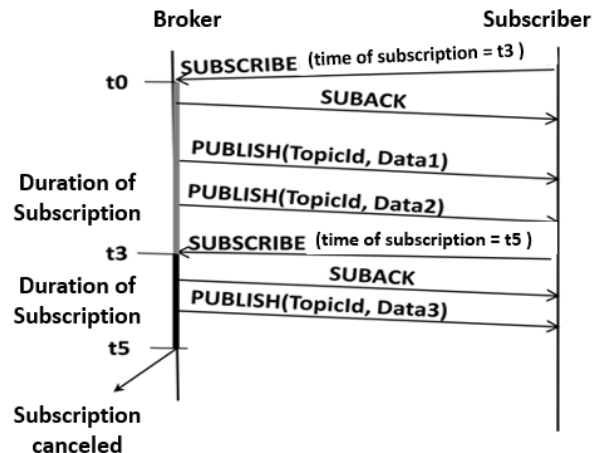 Broker
Subscriber
SUBSCRIBE (time of subscription = t3 )
t0
SUBACK
PUBLISH(TopicId, Data1)
Duration of
Subscription
PUBLISH(TopicId, Data2)
SUBSCRIBE (time of subscription = t5 )
t3
SUBACK
Duration of
Subscription
PUBLISH(TopicId, Data3)
t5
Subscription
canceled